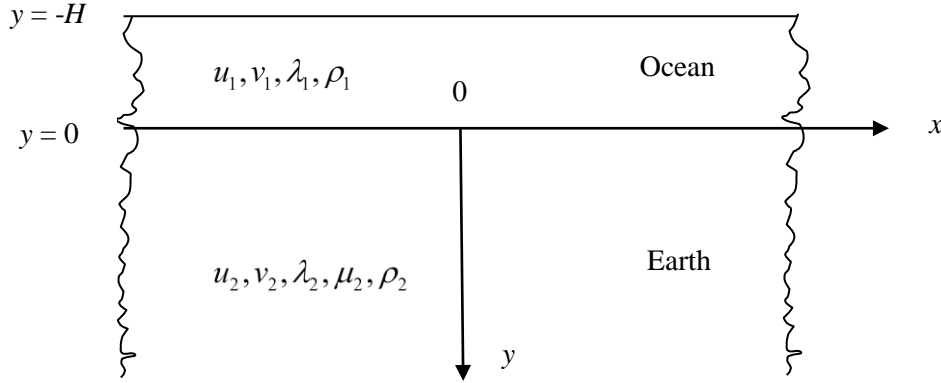 y = -H
u₁, v₁, λ₁, ρ₁
Ocean
0
y = 0
x
u₂, v₂, λ₂, μ₂, ρ₂
Earth
y